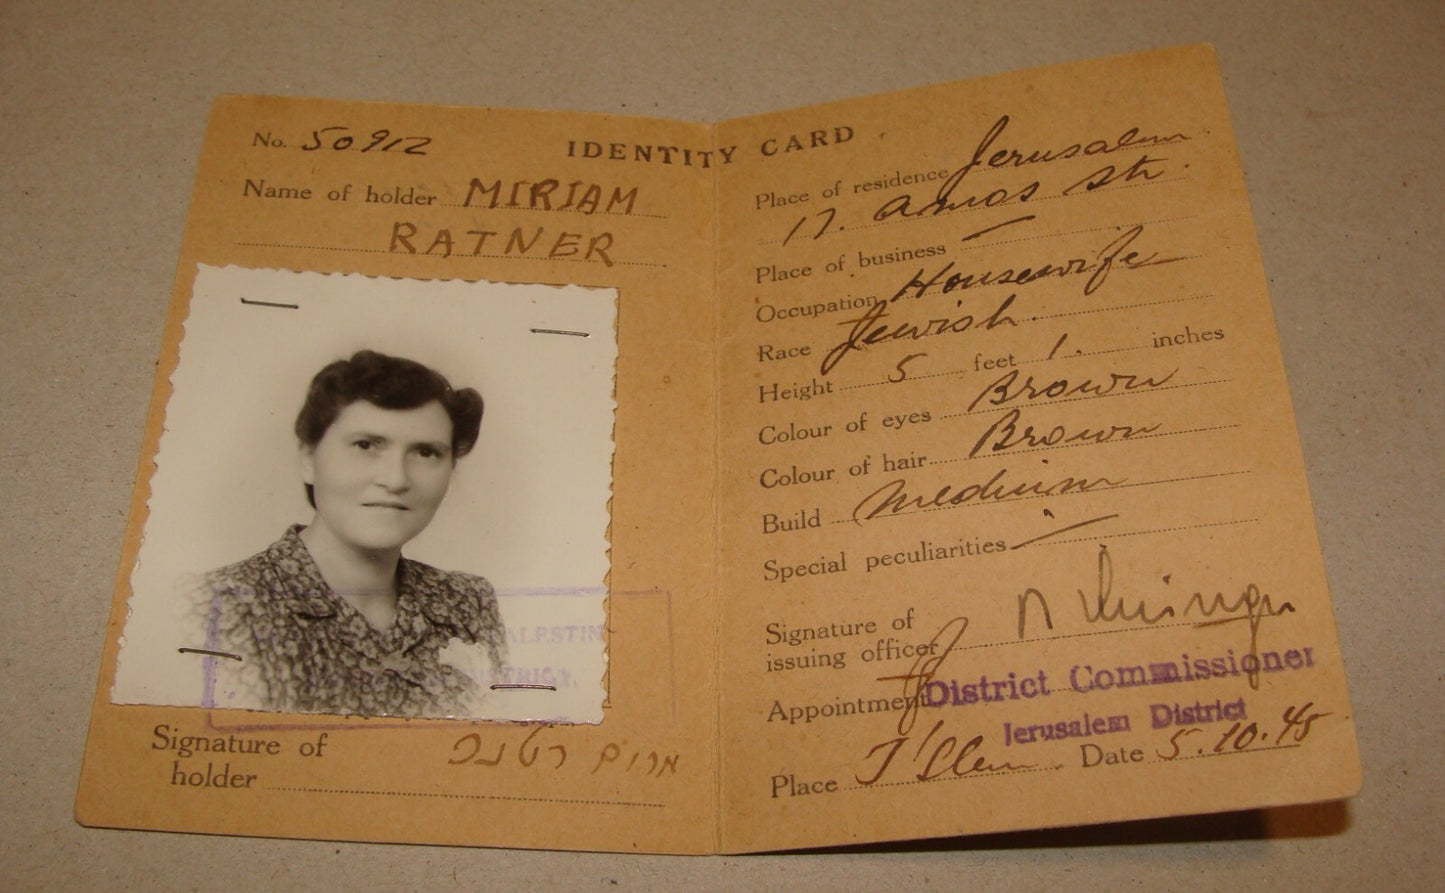 No. 50912
IDENTITY CARD
Name of holder MIRIAM
RATNER
Signature of
holder מרים רטנר
Place of residence Jerusalem
17. Amos Str.
Place of business —
Occupation Housewife
Race Jewish.
Height 5 feet 1. inches
Colour of eyes Brown
Colour of hair Brown
Build Medium
Special peculiarities —
Signature of
issuing officer
Appointment District Commissioner
Jerusalem District
Place J'slem. Date 5.10.45